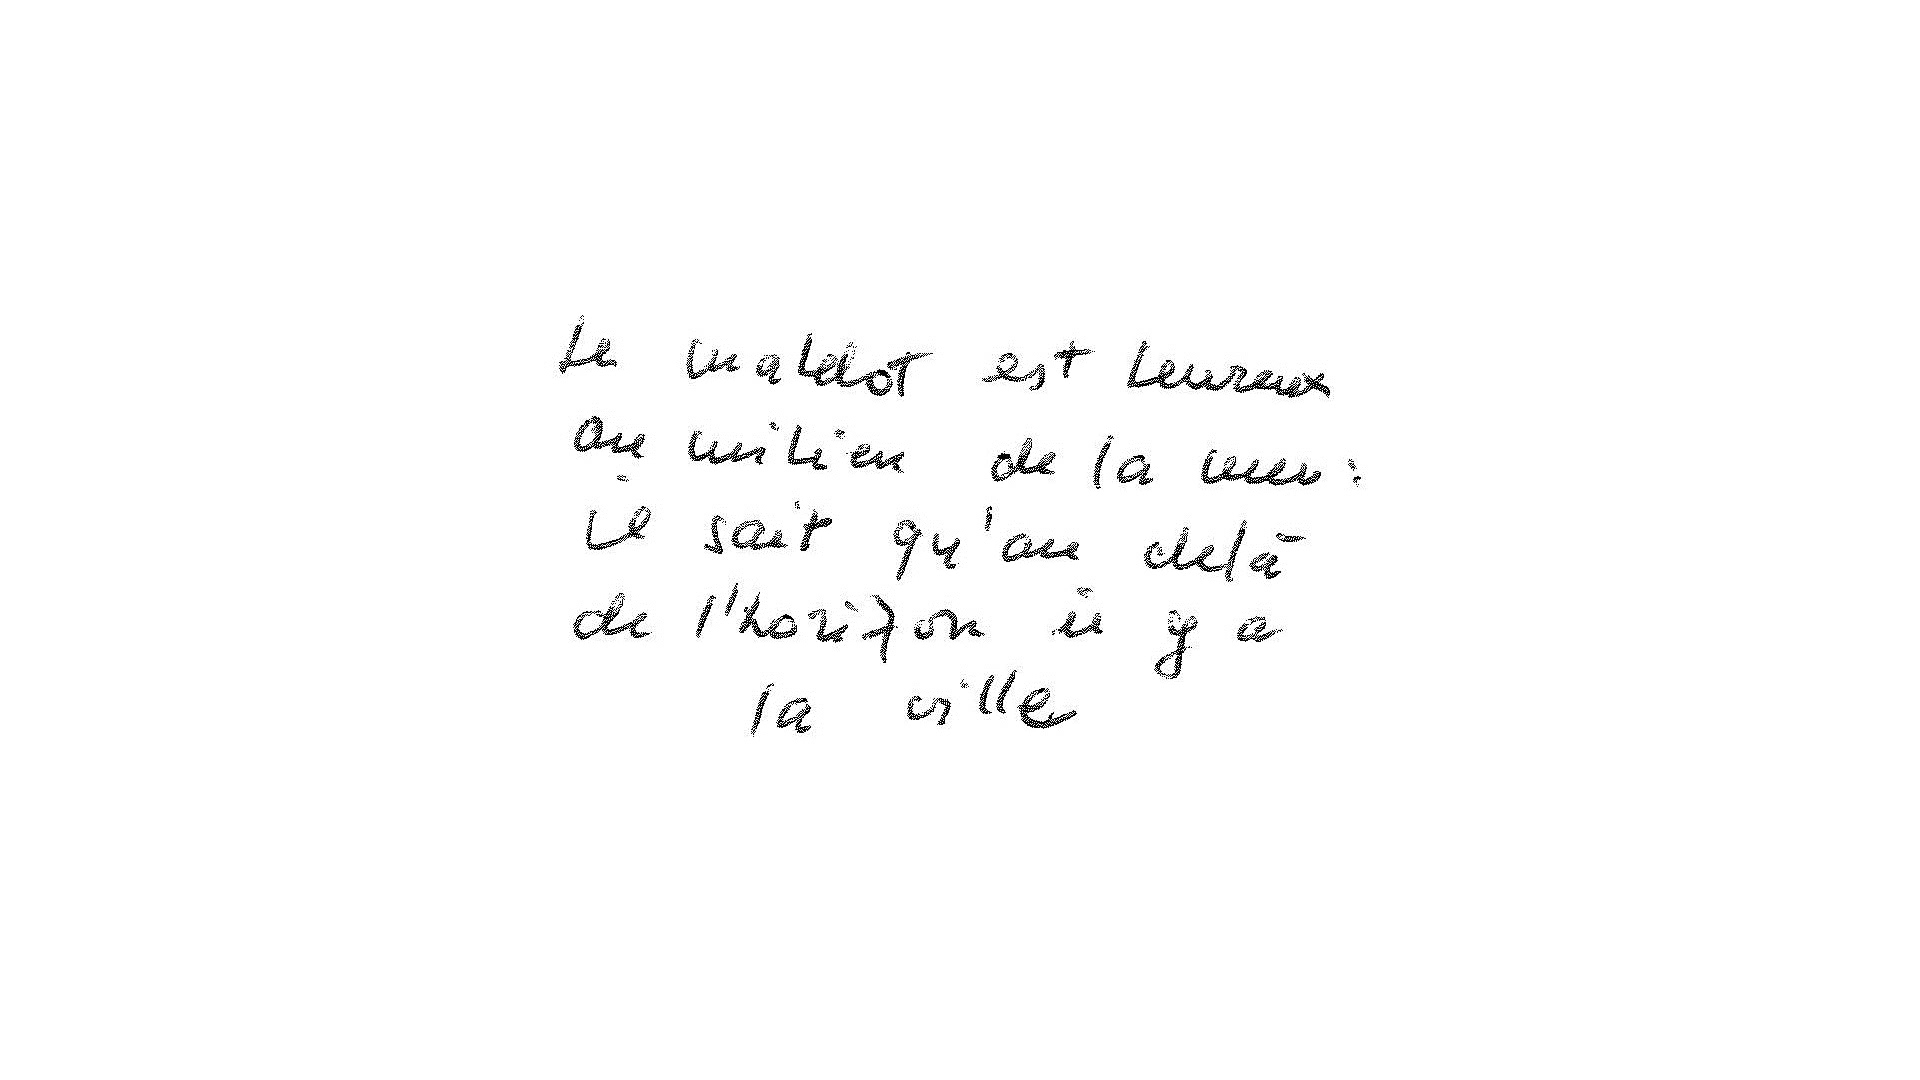 Le matelot est heureux
au milieu de la mer :
il sait qu'au delà
de l'horizon il y a
la ville